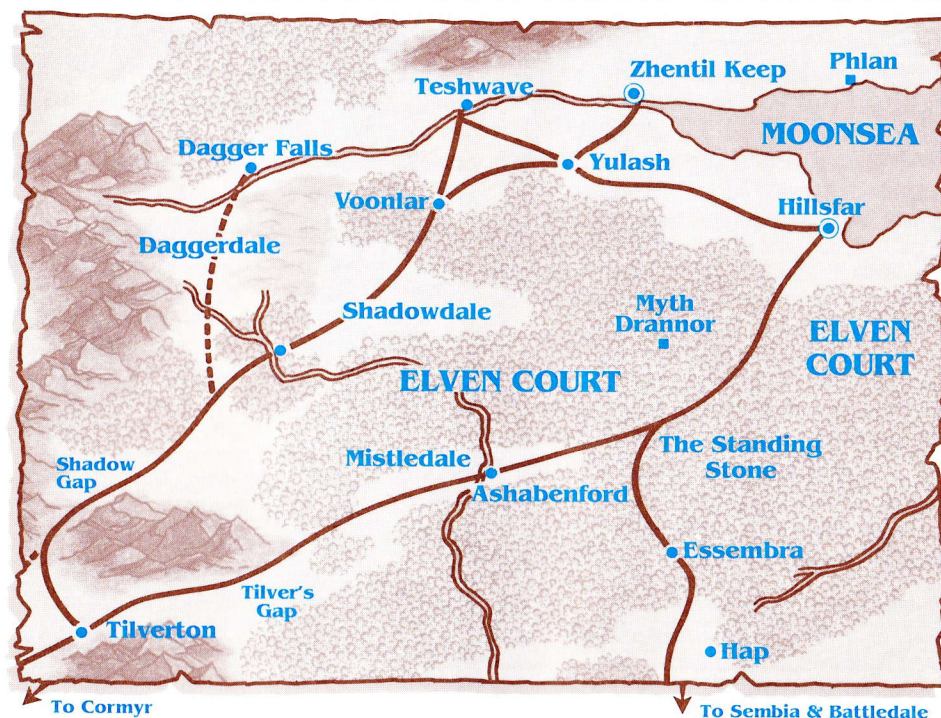 Zhentil Keep
Phlan
Teshwave
MOONSEA
Dagger Falls
Yulash
Voonlar
Hillsfar
Daggerdale
Shadowdale
Myth
Drannor
ELVEN
COURT
ELVEN COURT
The Standing
Stone
Mistledale
Shadow
Gap
Ashabenford
Essembra
Tilver's
Gap
Tilverton
Hap
To Cormyr
To Sembia & Battledale